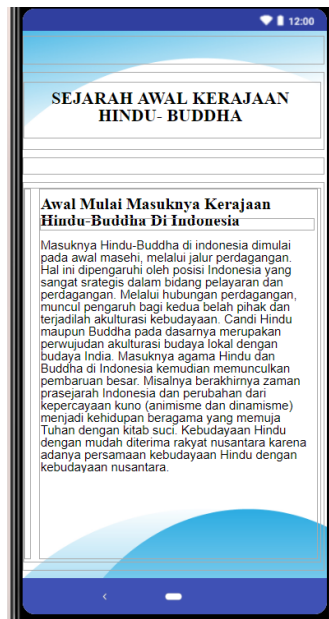 12:00
SEJARAH AWAL KERAJAAN
HINDU- BUDDHA
Awal Mulai Masuknya Kerajaan
Hindu-Buddha Di Indonesia
Masuknya Hindu-Buddha di indonesia dimulai
pada awal masehi, melalui jalur perdagangan.
Hal ini dipengaruhi oleh posisi Indonesia yang
sangat srategis dalam bidang pelayaran dan
perdagangan. Melalui hubungan perdagangan,
muncul pengaruh bagi kedua belah pihak dan
terjadilah akulturasi kebudayaan. Candi Hindu
maupun Buddha pada dasarnya merupakan
perwujudan akulturasi budaya lokal dengan
budaya India. Masuknya agama Hindu dan
Buddha di Indonesia kemudian memunculkan
pembaruan besar. Misalnya berakhirnya zaman
prasejarah Indonesia dan perubahan dari
kepercayaan kuno (animisme dan dinamisme)
menjadi kehidupan beragama yang memuja
Tuhan dengan kitab suci. Kebudayaan Hindu
dengan mudah diterima rakyat nusantara karena
adanya persamaan kebudayaan Hindu dengan
kebudayaan nusantara.